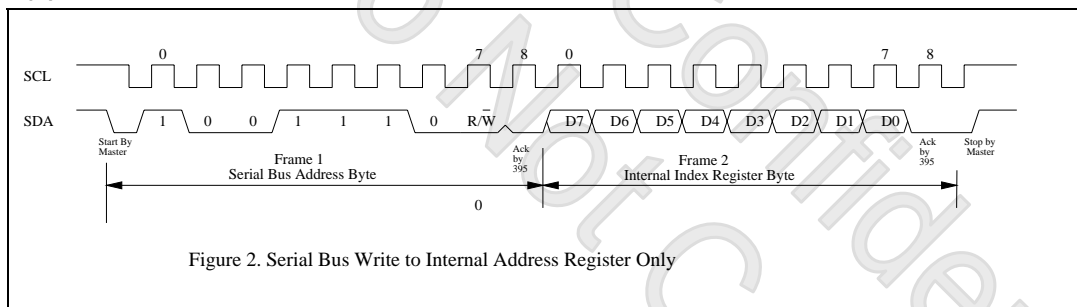 0 7 8 0 7 8
SCL
SDA 1 0 0 1 1 1 0 R/W D7 D6 D5 D4 D3 D2 D1 D0
Start By
Master
Ack
by
395
Ack
by
395
Stop by
Master
Frame 1
Serial Bus Address Byte
Frame 2
Internal Index Register Byte
0
Figure 2. Serial Bus Write to Internal Address Register Only